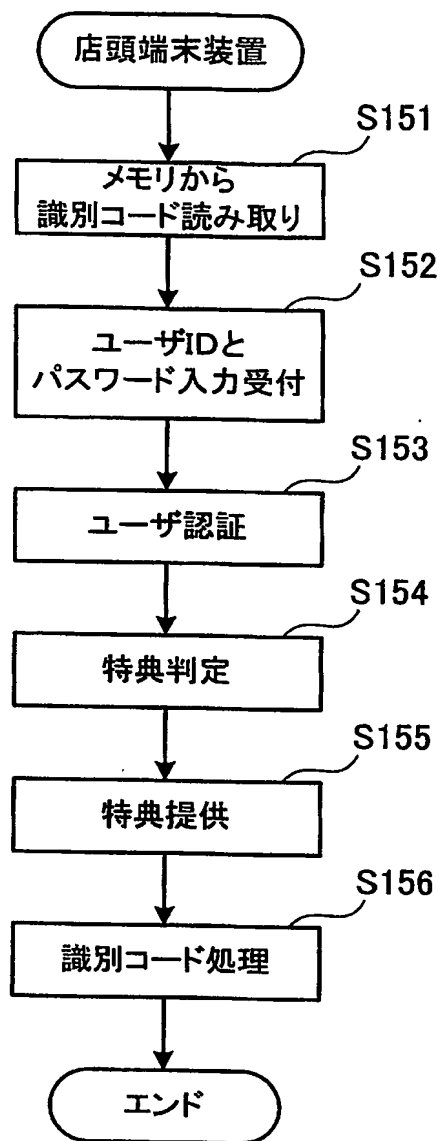 店頭端末装置
S151
メモリから
識別コード読み取り
S152
ユーザIDと
パスワード入力受付
S153
ユーザ認証
S154
特典判定
S155
特典提供
S156
識別コード処理
エンド